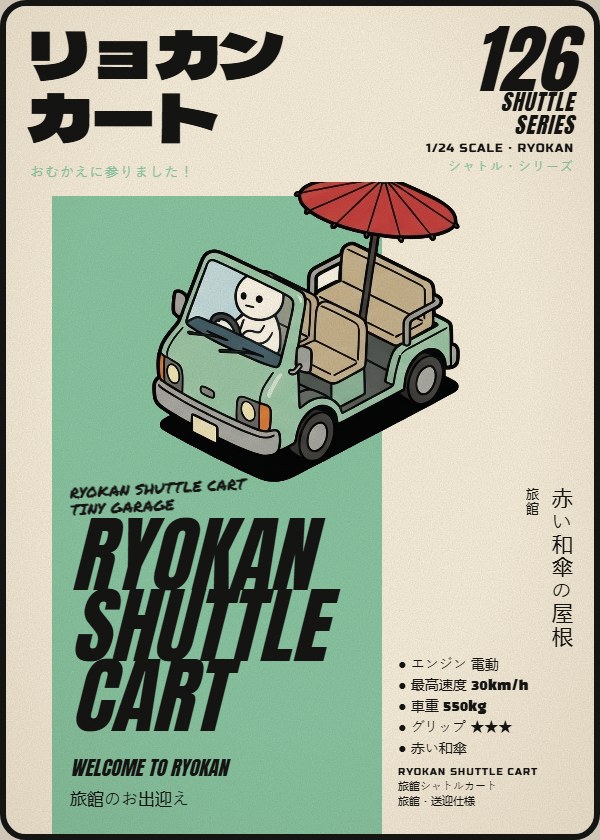 リョカン
カート
おむかえに参りました！
126
SHUTTLE
SERIES
1/24 SCALE · RYOKAN
シャトル・シリーズ
RYOKAN SHUTTLE CART
TINY GARAGE
RYOKAN
SHUTTLE
CART
WELCOME TO RYOKAN
旅館のお出迎え
赤い和傘の屋根
旅館
● エンジン 電動
● 最高速度 30km/h
● 車重 550kg
● グリップ ★★★
● 赤い和傘
RYOKAN SHUTTLE CART
旅館シャトルカート
旅館・送迎仕様